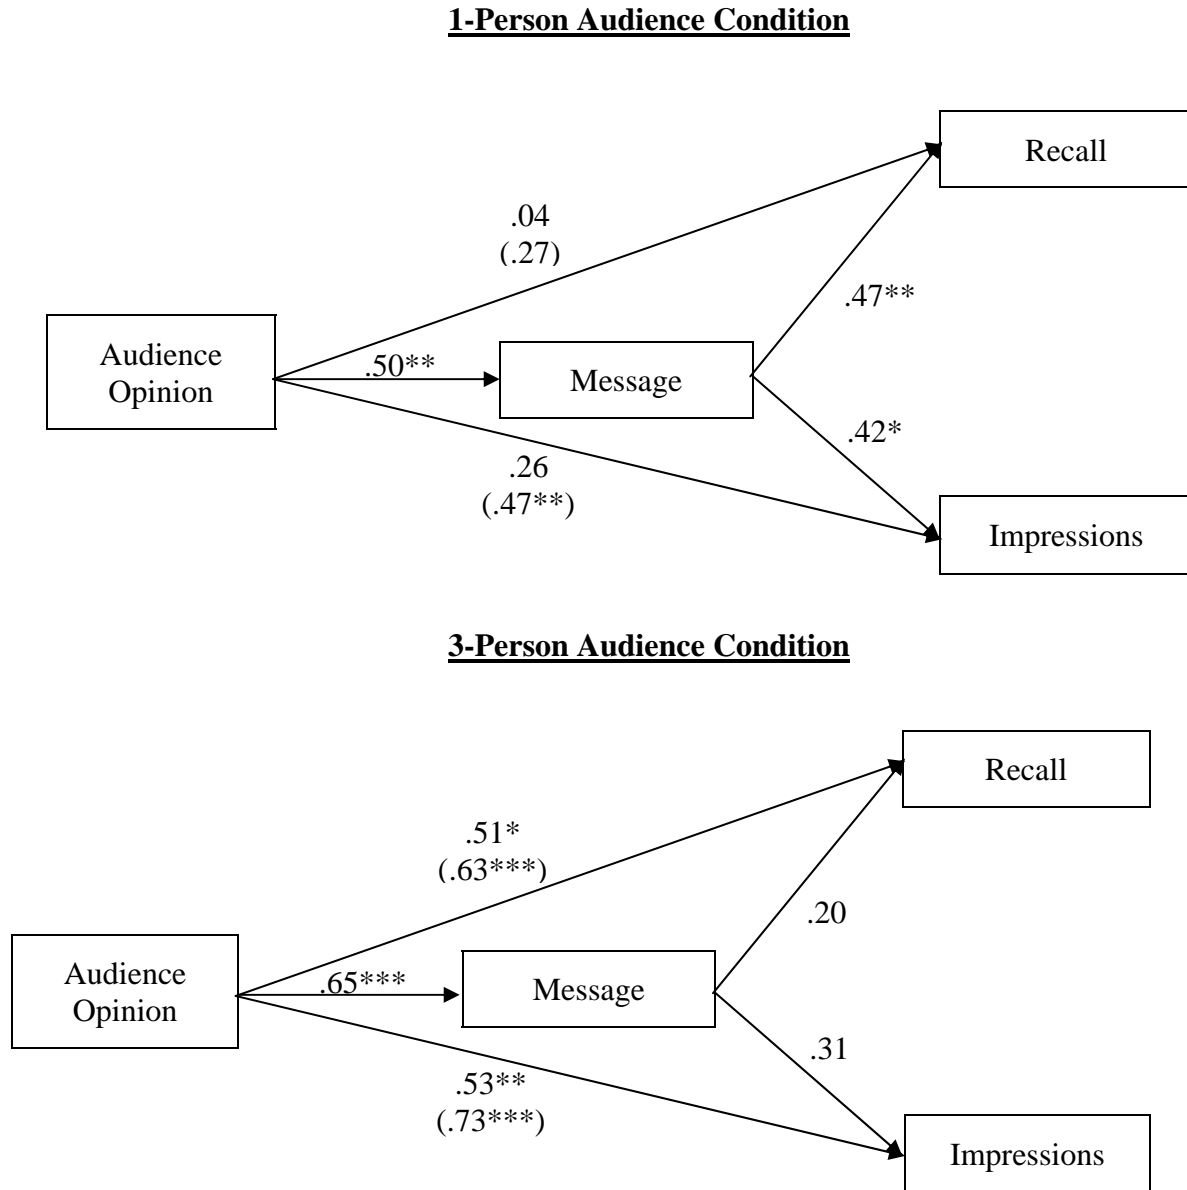 1-Person Audience Condition
Recall
.04
(.27)
.47**
Audience
Opinion
.50**
Message
.42*
.26
(.47**)
Impressions
3-Person Audience Condition
Recall
.51*
(.63***)
.20
Audience
Opinion
.65***
Message
.31
.53**
(.73***)
Impressions